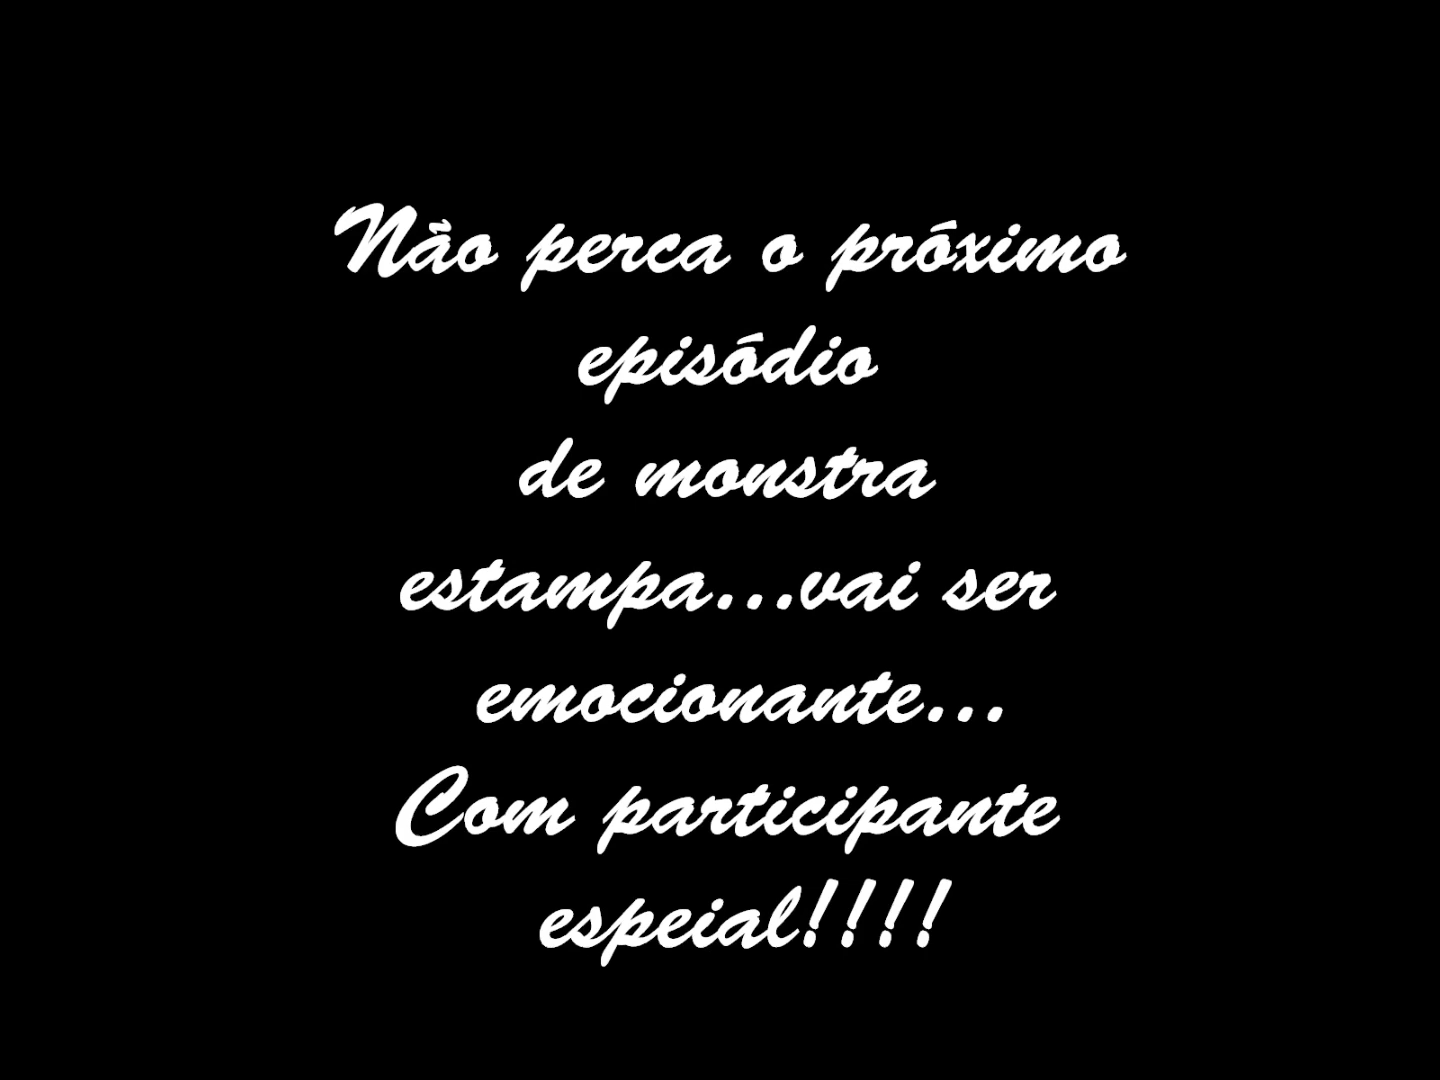 Não perca o próximo
episódio
de monstra
estampa...vai ser
emocionante...
Com participante
espeial!!!!